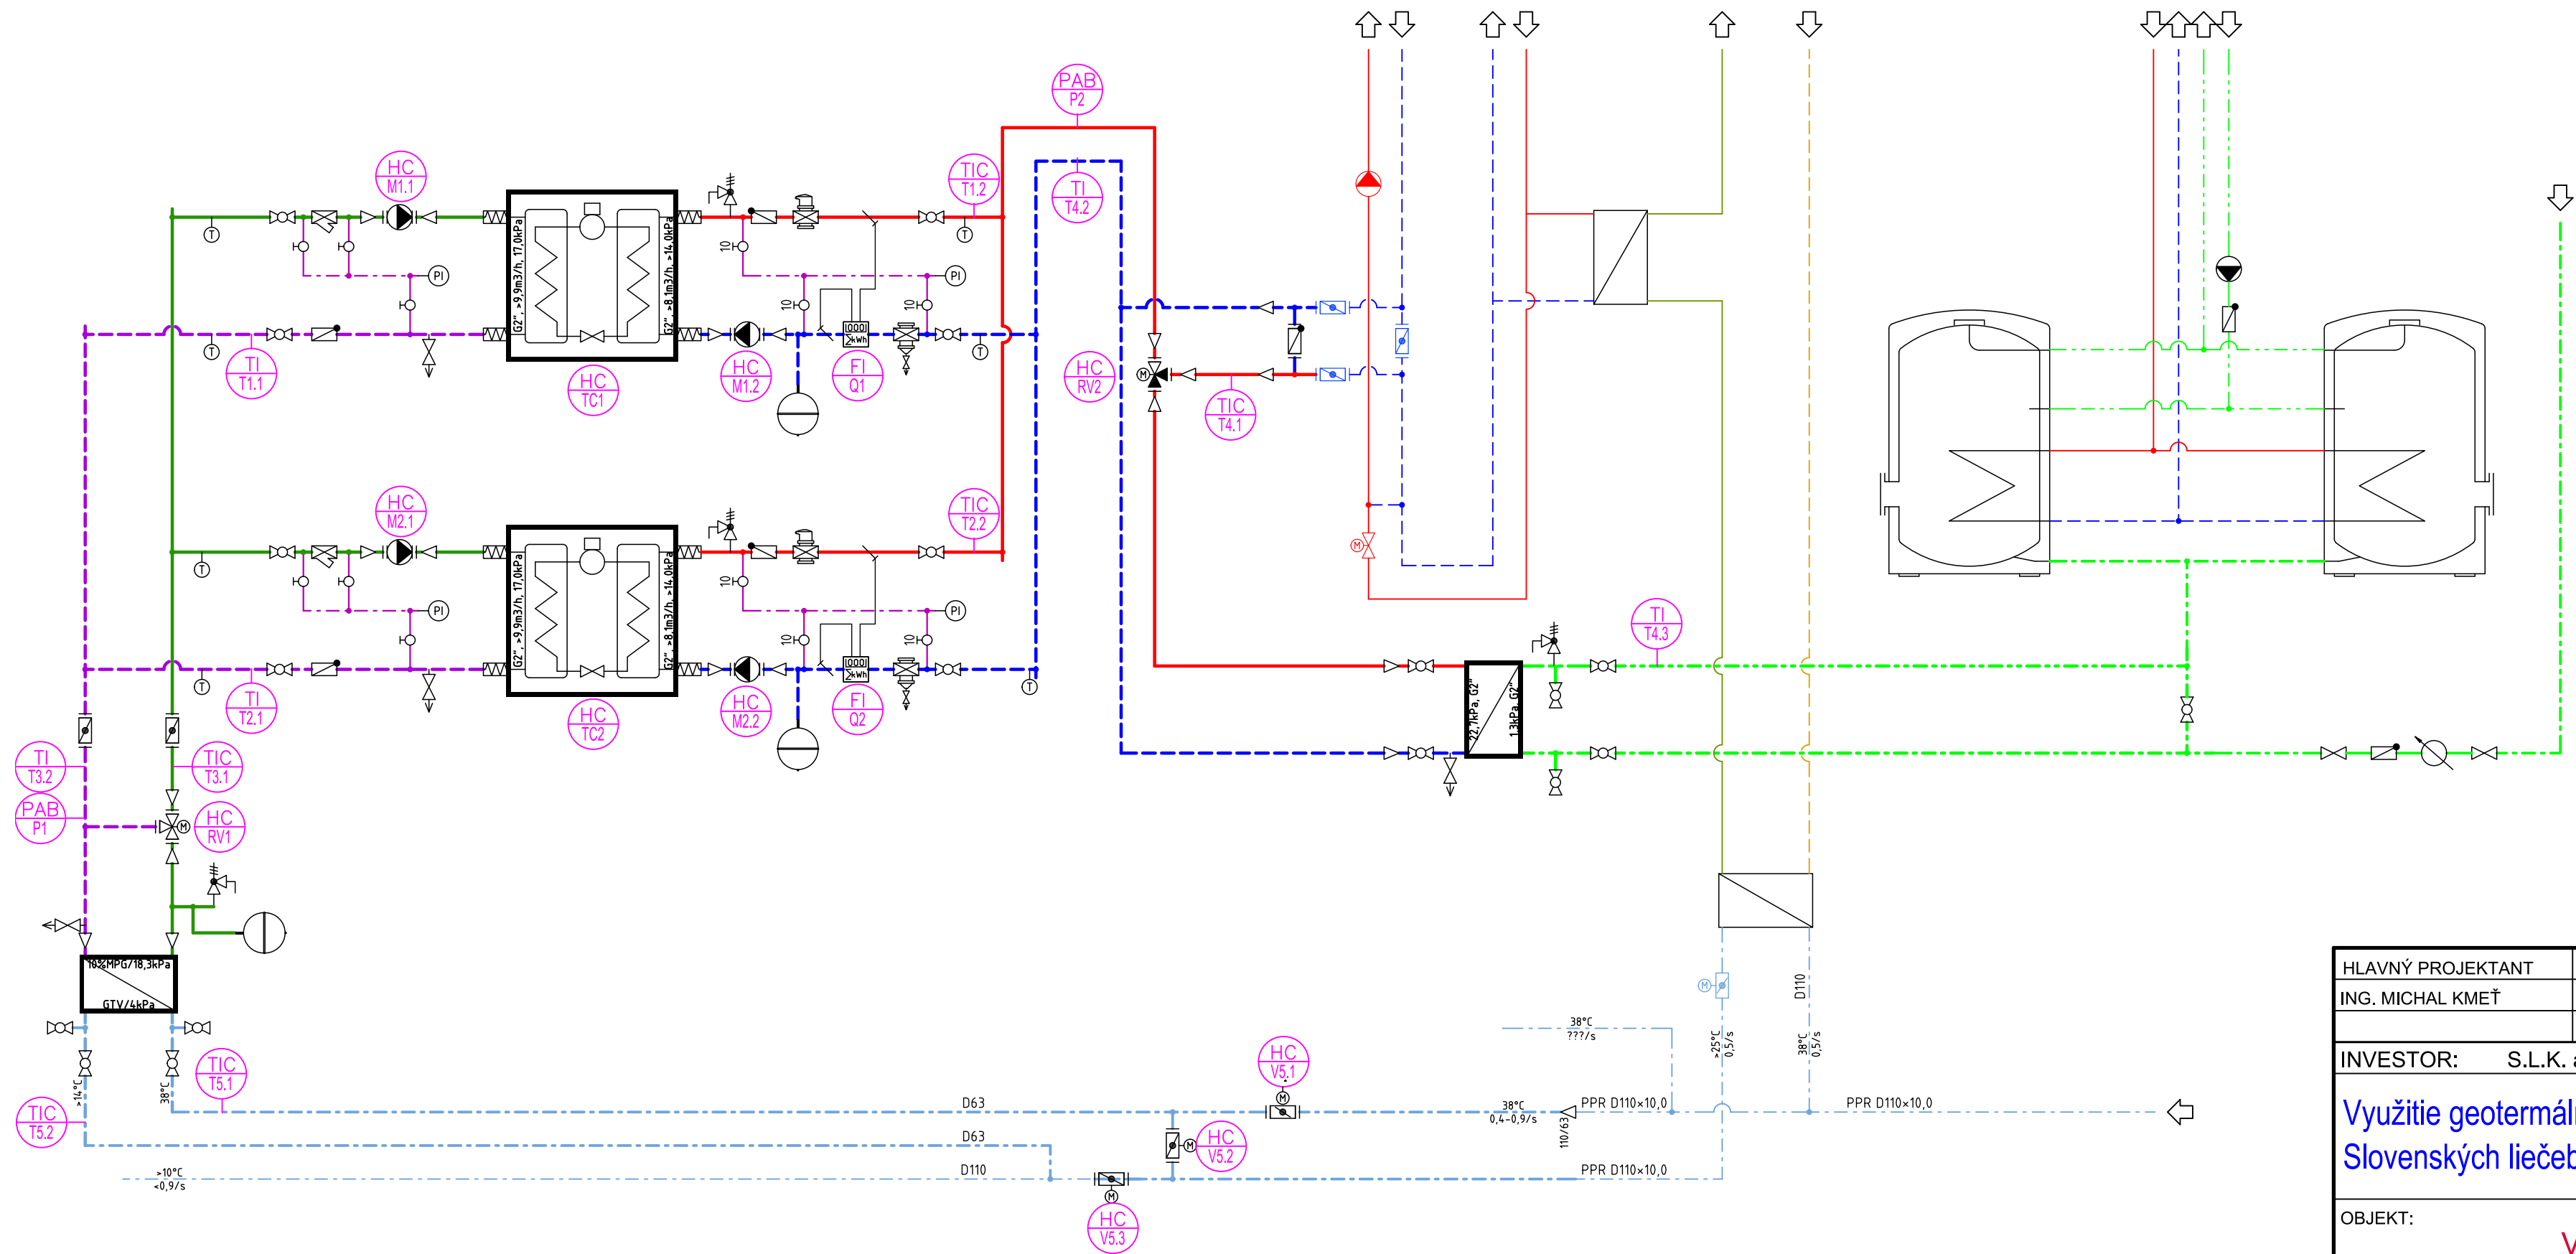 PAB
P2
HC
M1.1
TIC
T1.2
TI
T4.2
T
T
10
PI
PI
G2", >9,9m3/h, 17,0kPa
G2", >8,1m3/h, >14,0kPa
10
10
0001
ΣkWh
T
T
TI
T1.1
HC
TC1
HC
M1.2
FI
Q1
HC
RV2
M
TIC
T4.1
HC
M2.1
TIC
T2.2
M
T
10
PI
PI
G2", >9,9m3/h, 17,0kPa
G2", >8,1m3/h, >14,0kPa
10
10
0001
ΣkWh
T
T
TI
T2.1
HC
TC2
HC
M2.2
FI
Q2
TI
T4.3
22,7kPa, G2"
1,3kPa, G2"
TI
T3.2
TIC
T3.1
PAB
P1
M
HC
RV1
10%MPG/18,3kPa
GTV/4kPa
M
D110
>25°C
0,5/s
38°C
0,5/s
38°C
???/s
>14°C
38°C
TIC
T5.1
TIC
T5.2
HC
V5.1
M
D63
38°C
0,4-0,9/s
110/63
PPR D110×10,0
PPR D110×10,0
D63
M
HC
V5.2
>10°C
<0,9/s
D110
PPR D110×10,0
M
HC
V5.3
HLAVNÝ PROJEKTANT
ING. MICHAL KMEŤ
INVESTOR: S.L.K. a
Využitie geotermál
Slovenských liečeb
OBJEKT:
V